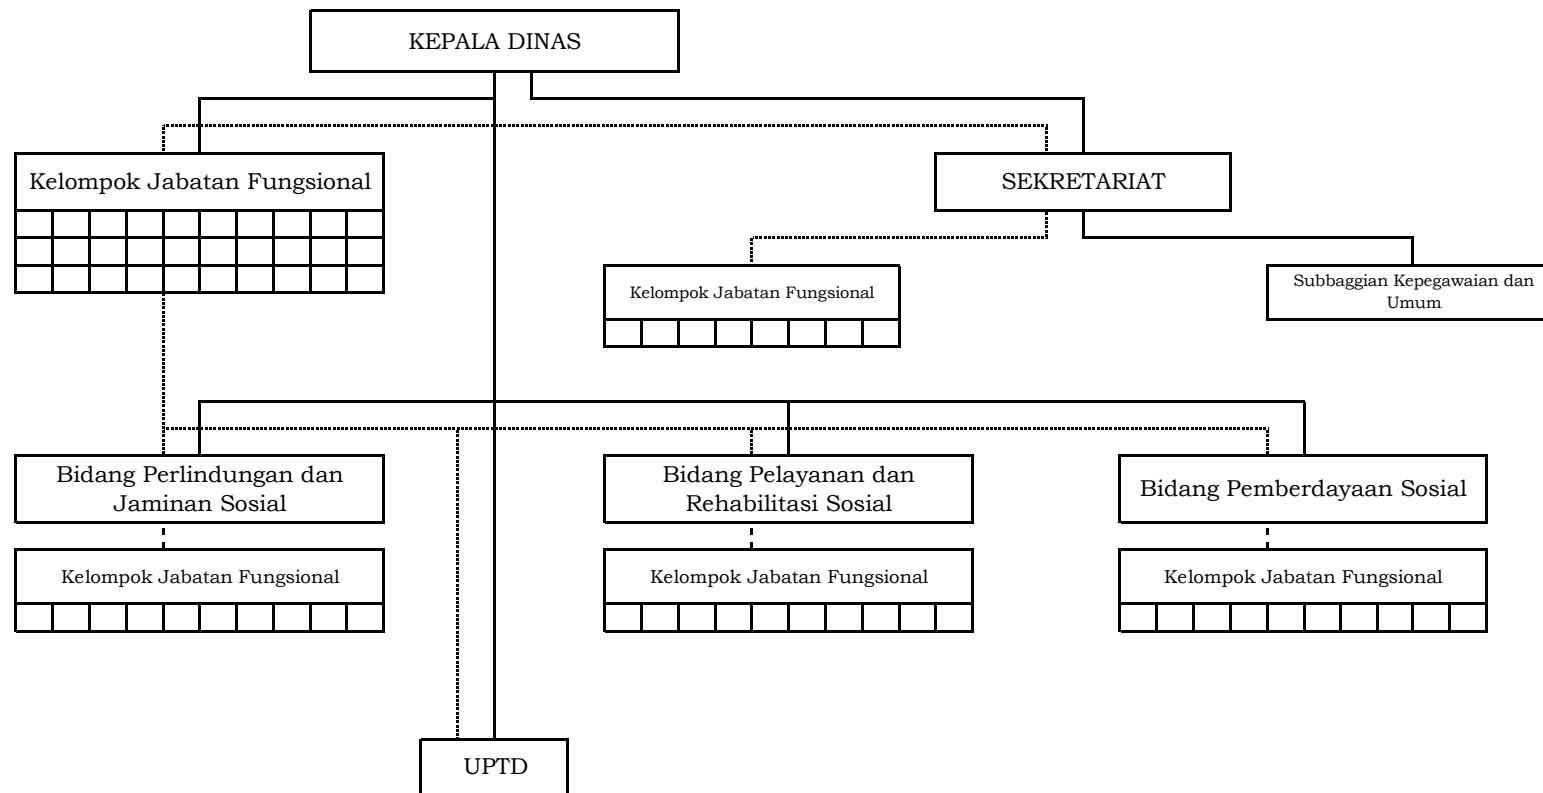 KEPALA DINAS
Kelompok Jabatan Fungsional
SEKRETARIAT
Kelompok Jabatan Fungsional
Subbaggian Kepegawaian dan
Umum
Bidang Perlindungan dan
Jaminan Sosial
Bidang Pelayanan dan
Rehabilitasi Sosial
Bidang Pemberdayaan Sosial
Kelompok Jabatan Fungsional
Kelompok Jabatan Fungsional
Kelompok Jabatan Fungsional
UPTD